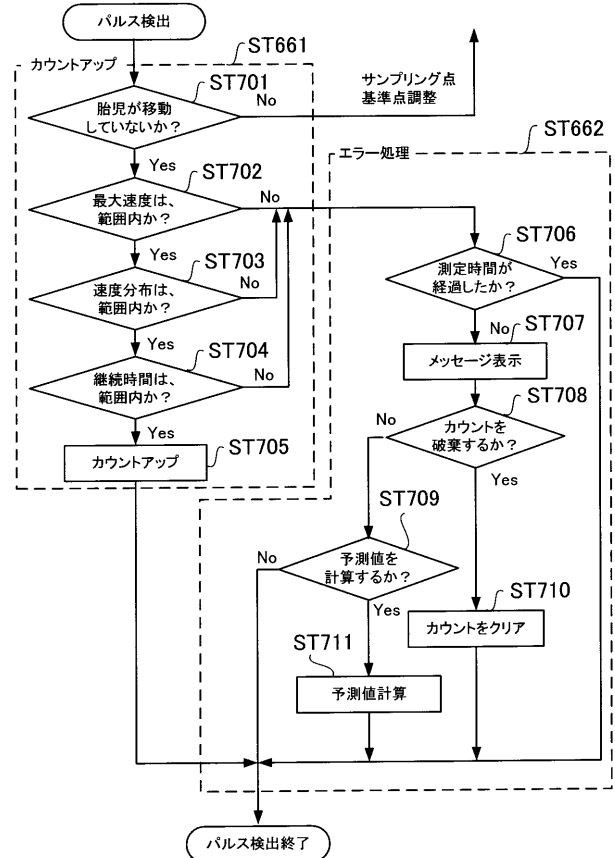 パルス検出
ST661
カウントアップ
ST701
胎児が移動
していないか？
No
サンプリング点
基準点調整
Yes
ST662
エラー処理
ST702
最大速度は、
範囲内か？
No
Yes
ST703
速度分布は、
範囲内か？
No
Yes
ST704
継続時間は、
範囲内か？
No
Yes
ST705
カウントアップ
ST706
測定時間が
経過したか？
Yes
No
ST707
メッセージ表示
ST708
カウントを
破棄するか？
No
Yes
ST709
予測値を
計算するか？
No
Yes
ST710
カウントをクリア
ST711
予測値計算
パルス検出終了